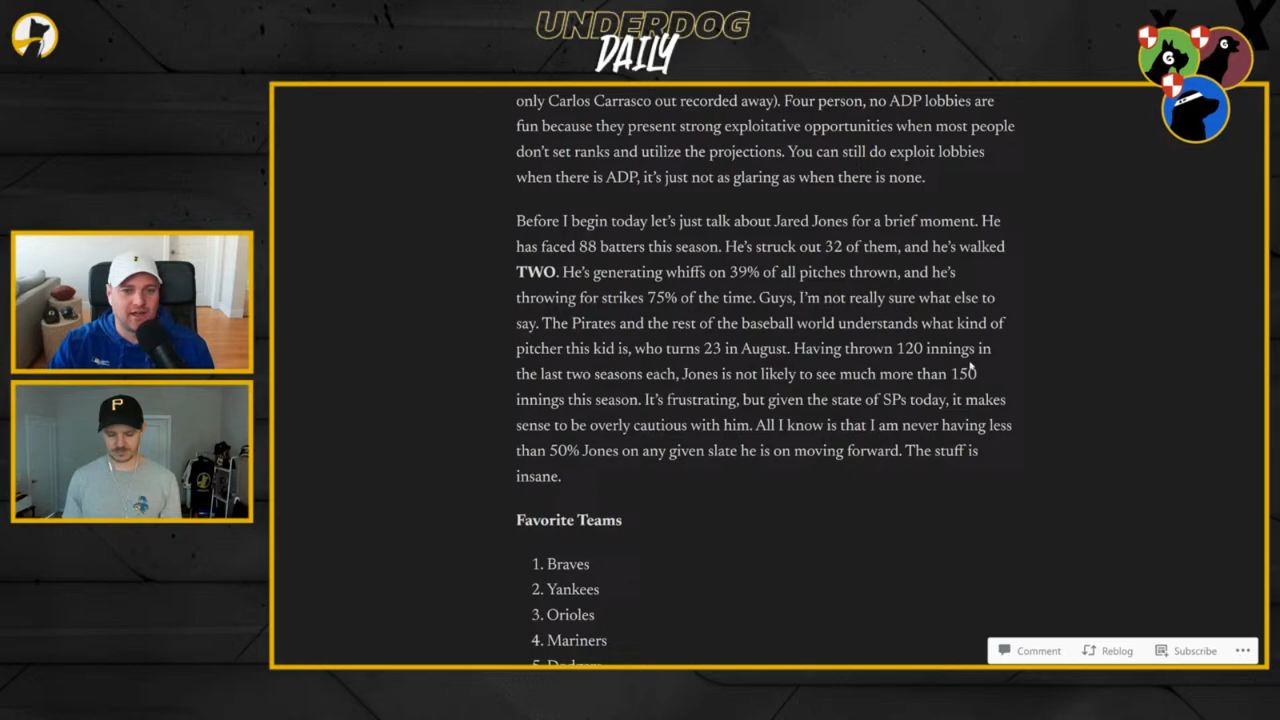 UNDERDOG
DAILY
only Carlos Carrasco out recorded away). Four person, no ADP lobbies are
fun because they present strong exploitative opportunities when most people
don't set ranks and utilize the projections. You can still do exploit lobbies
when there is ADP, it's just not as glaring as when there is none.
Before I begin today let's just talk about Jared Jones for a brief moment. He
has faced 88 batters this season. He's struck out 32 of them, and he's walked
TWO. He's generating whiffs on 39% of all pitches thrown, and he's
throwing for strikes 75% of the time. Guys, I'm not really sure what else to
say. The Pirates and the rest of the baseball world understands what kind of
pitcher this kid is, who turns 23 in August. Having thrown 120 innings in
the last two seasons each, Jones is not likely to see much more than 150
innings this season. It's frustrating, but given the state of SPs today, it makes
sense to be overly cautious with him. All I know is that I am never having less
than 50% Jones on any given slate he is on moving forward. The stuff is
insane.
Favorite Teams
1. Braves
2. Yankees
3. Orioles
4. Mariners
5. Dodgers
Comment Reblog Subscribe
P
G
G